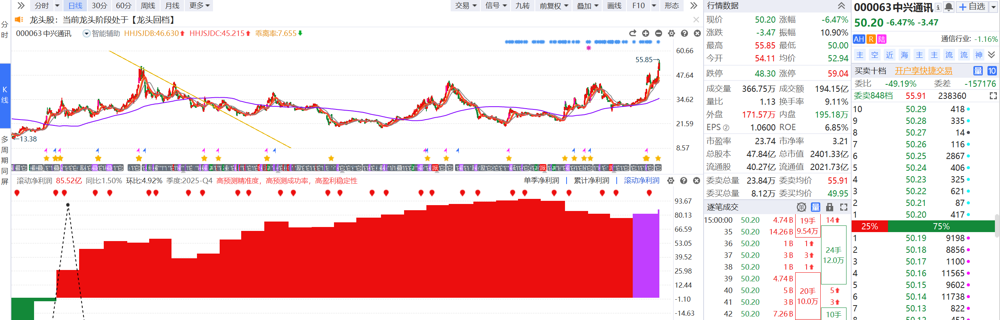 分时 日线 30分 60分 周线 月线 更多 交易 信号 九转 前复权 叠加 画线 F10 形态
龙头股：当前龙头阶段处于【龙头回档】
000063 中兴通讯 智能辅助 HHJSJDB:46.630 HHJSJDC:45.215 乖离率:7.655
分时
K线
多周期同屏
60.66
55.85→
47.64
34.62
21.59
←13.38
8.57
滚动净利润 85.52亿 同比:1.50% 环比:4.92% 季度:2025-Q4 高预测精准度，高预测成功率，高盈利稳定性 单季净利润 | 累计净利润 | 滚动净利润
93.67
80.13
66.59
53.05
39.52
25.98
12.44
-1.10
-14.63
行情数据
现价 50.20 涨幅 -6.47%
涨跌 -3.47 振幅 10.90%
最高 55.85 最低 50.00
今开 54.11 均价 52.94
跌停 48.30 涨停 59.04
成交量 366.75万 成交额 194.15亿
量比 1.13 换手率 9.11%
外盘 171.57万 内盘 195.18万
EPS② 1.0600 ROE 6.85%
市盈率 23.74 市净率 3.21
总股本 47.84亿 总市值 2401.33亿
流通股 40.27亿 流通值 2021.73亿
委卖总量 23.84万 委卖均价 55.91
委买总量 8.12万 委买均价 49.95
逐笔成交 单 量
15:00:00 50.20 4.74 B 19手 14
35 50.20 14.26 B 9.54万
36 50.20 1 B 1
37 50.20 3 B 3 24手
38 50.20 1 B 1 12.0万
39 50.20 4.74 B
40 50.20 5 B 20手 5
41 50.20 3 B 10.0万 3
42 50.20 7.26 B 10手
000063 中兴通讯 i 自选
50.20 -6.47% -3.47
AH R 陆 通信行业: -1.16%
主 空 近 海 主 主 流 流 神
买卖十档 开户享快捷交易 量 10
委比 -49.19% 委差 -157176
委卖848档 55.91 238360
10 50.29 418
9 50.28 335
8 50.27 14
7 50.26 116
6 50.25 2867
5 50.24 406
4 50.23 325
3 50.22 621
2 50.21 87
1 50.20 417
25% 75%
1 50.19 9198
2 50.18 8856
3 50.17 1100
4 50.16 11565
5 50.15 9602
6 50.14 11738
7 50.13 822
8 50.12 452